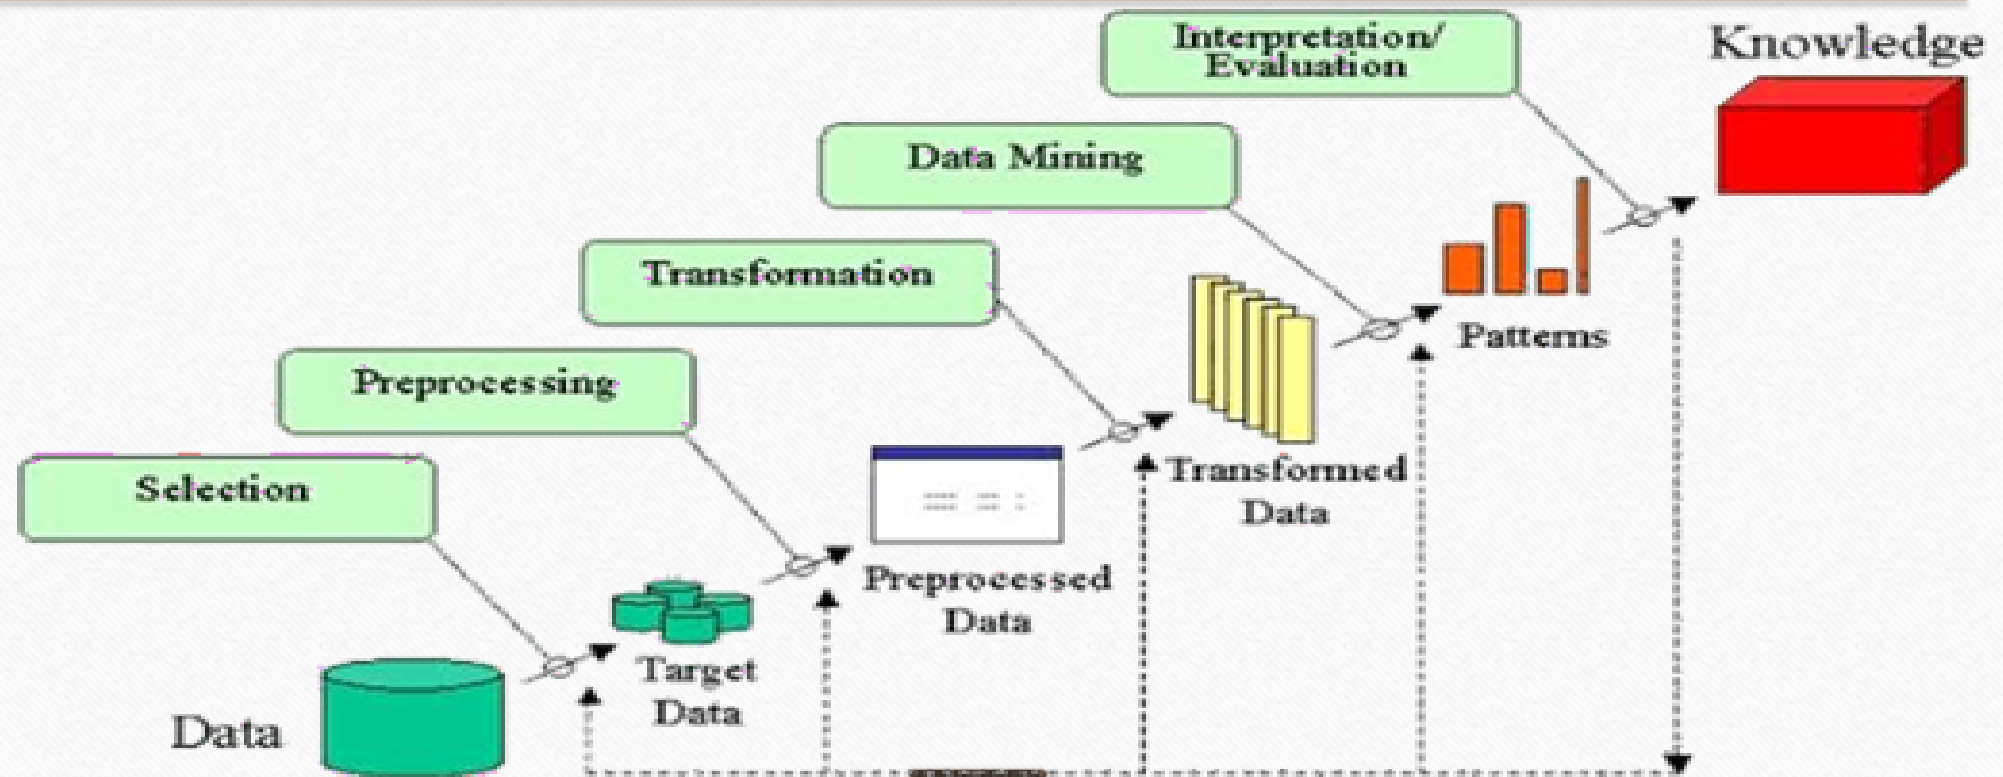 Interpretation/
Evaluation
Knowledge
Data Mining
Transformation
Patterns
Preprocessing
Transformed
Data
Selection
Preprocessed
Data
Target
Data
Data